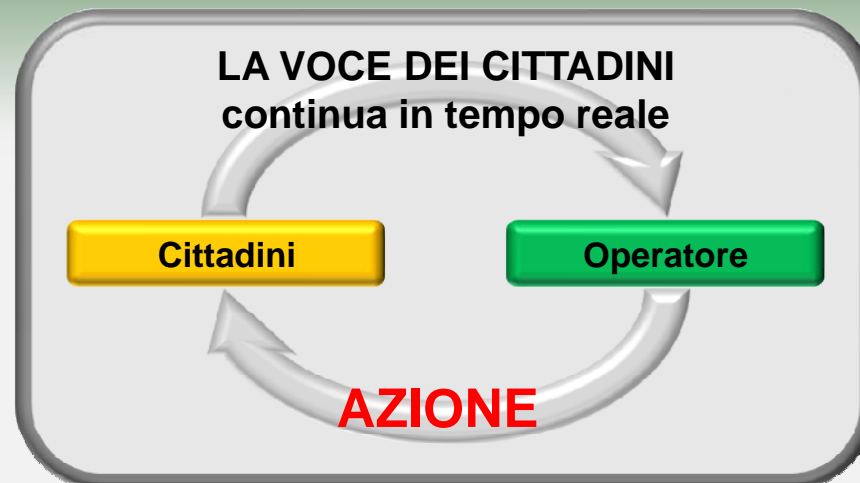 LA VOCE DEI CITTADINI
continua in tempo reale
Cittadini
Operatore
AZIONE